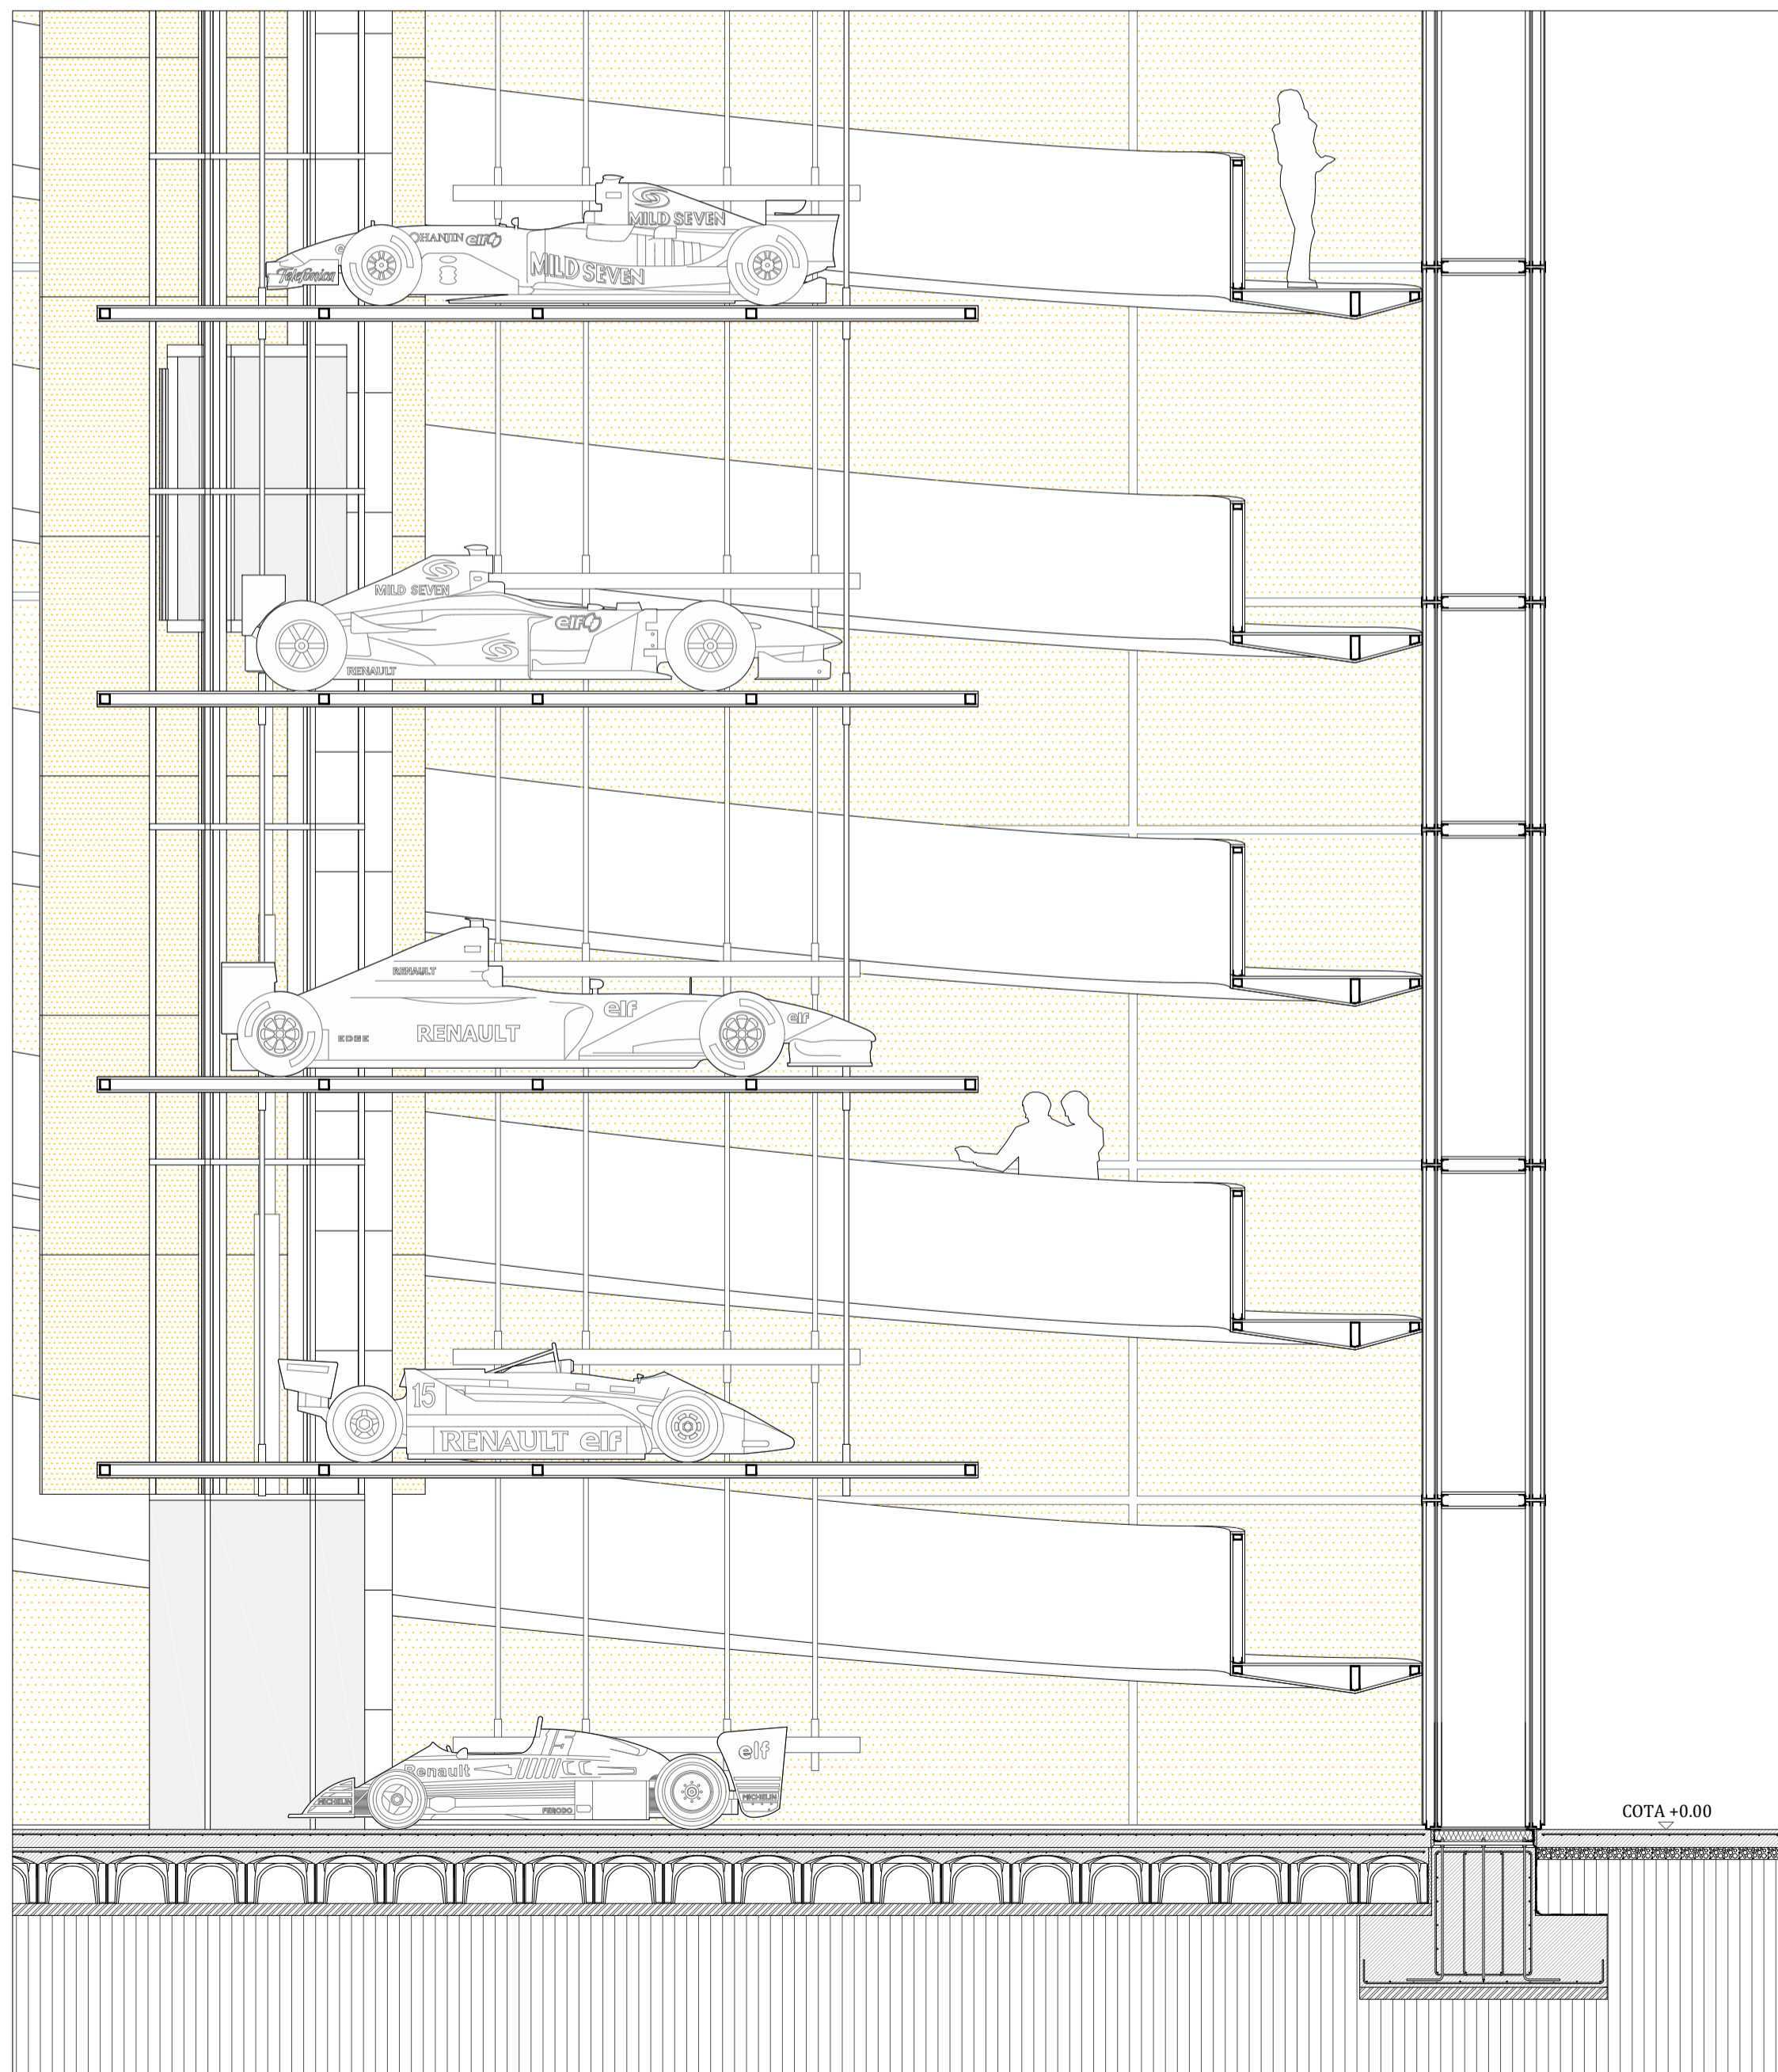 MILD SEVEN
HANJIN elf
Telefonica
MILD SEVEN
MILD SEVEN
elf
RENAULT
RENAULT
elf
elf
EDGE
RENAULT
15
RENAULT elf
15
elf
Renault
MICHELIN
MICHELIN
FERODO
COTA +0.00